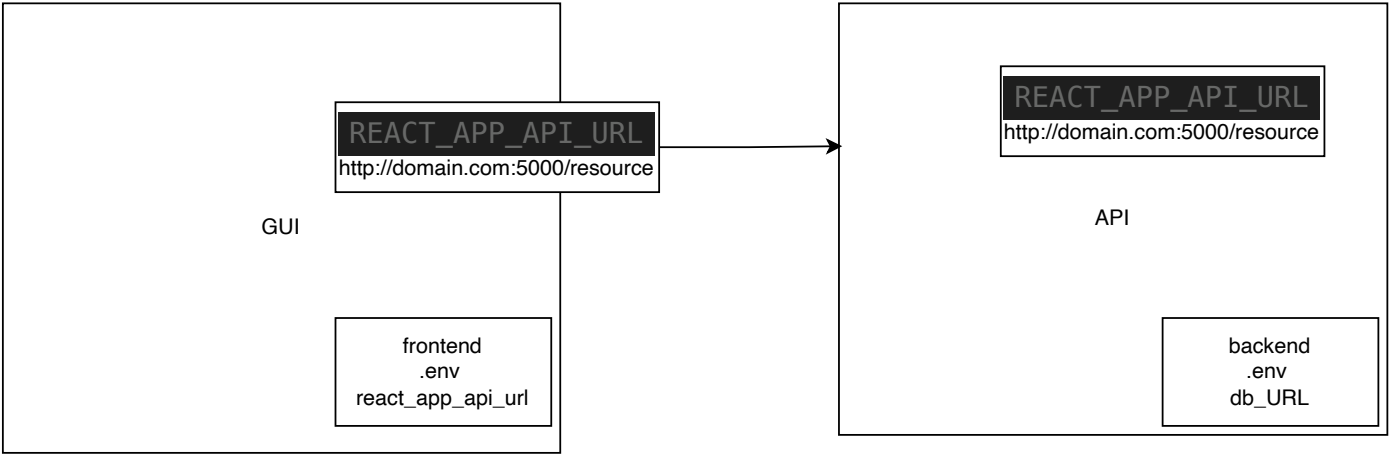 REACT_APP_API_URL
http://domain.com:5000/resource
GUI
frontend
.env
react_app_api_url
REACT_APP_API_URL
http://domain.com:5000/resource
API
backend
.env
db_URL